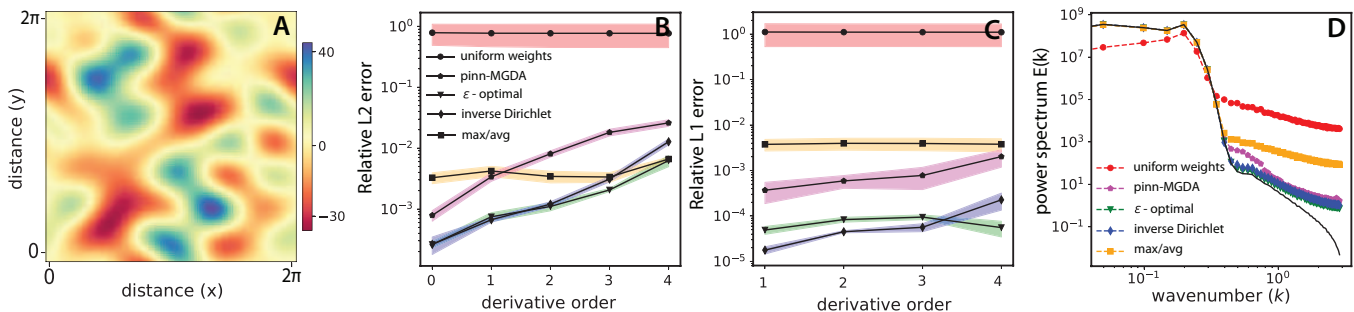 A
2π
0
distance (y)
0
2π
distance (x)
40
0
−30
B
10⁰
10⁻¹
10⁻²
10⁻³
Relative L2 error
uniform weights
pinn-MGDA
ε - optimal
inverse Dirichlet
max/avg
0 1 2 3 4
derivative order
C
10⁰
10⁻¹
10⁻²
10⁻³
10⁻⁴
10⁻⁵
Relative L1 error
1 2 3 4
derivative order
D
10⁹
10⁷
10⁵
10³
10¹
10⁻¹
power spectrum E(k)
uniform weights
pinn-MGDA
ε - optimal
inverse Dirichlet
max/avg
10⁻¹ 10⁰
wavenumber (k)